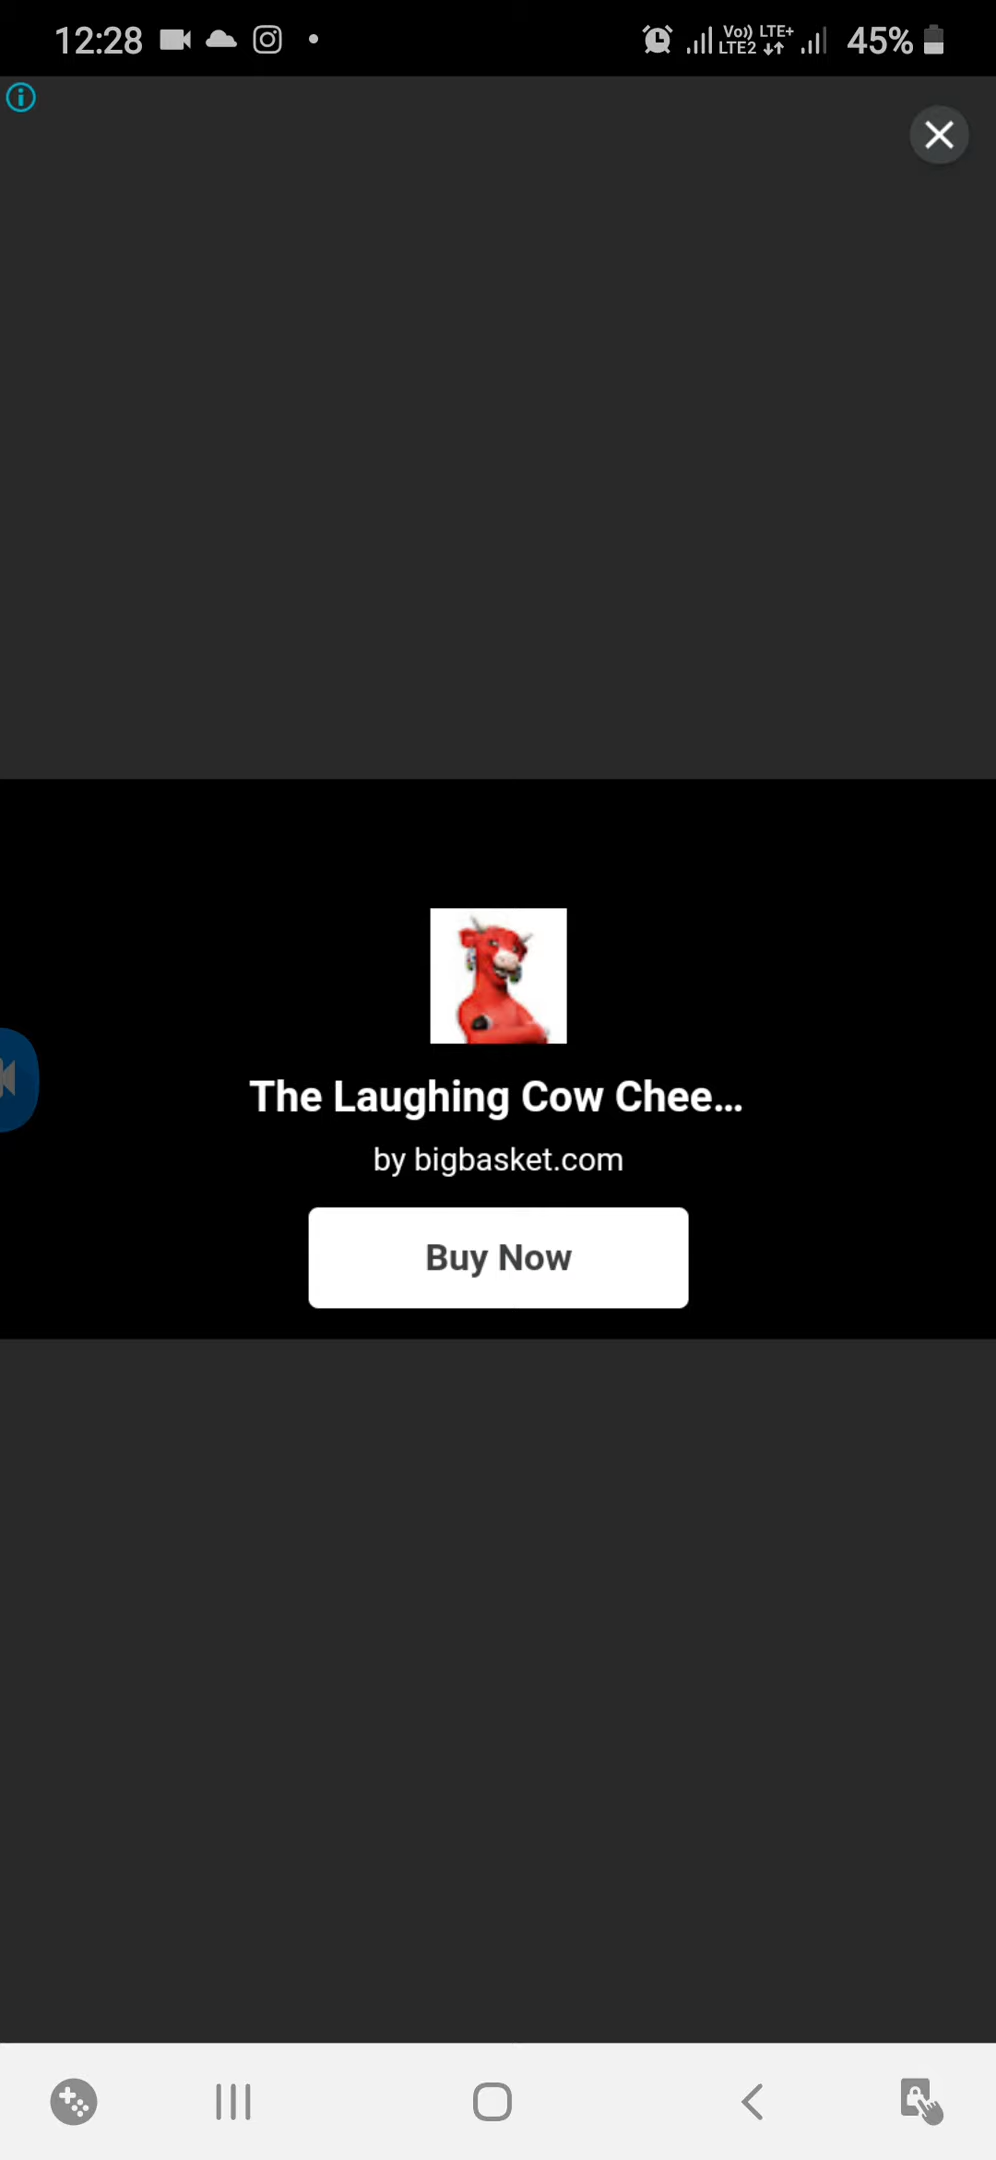 12:28
Vo)) LTE+
LTE2
45%
The Laughing Cow Chee...
by bigbasket.com
Buy Now